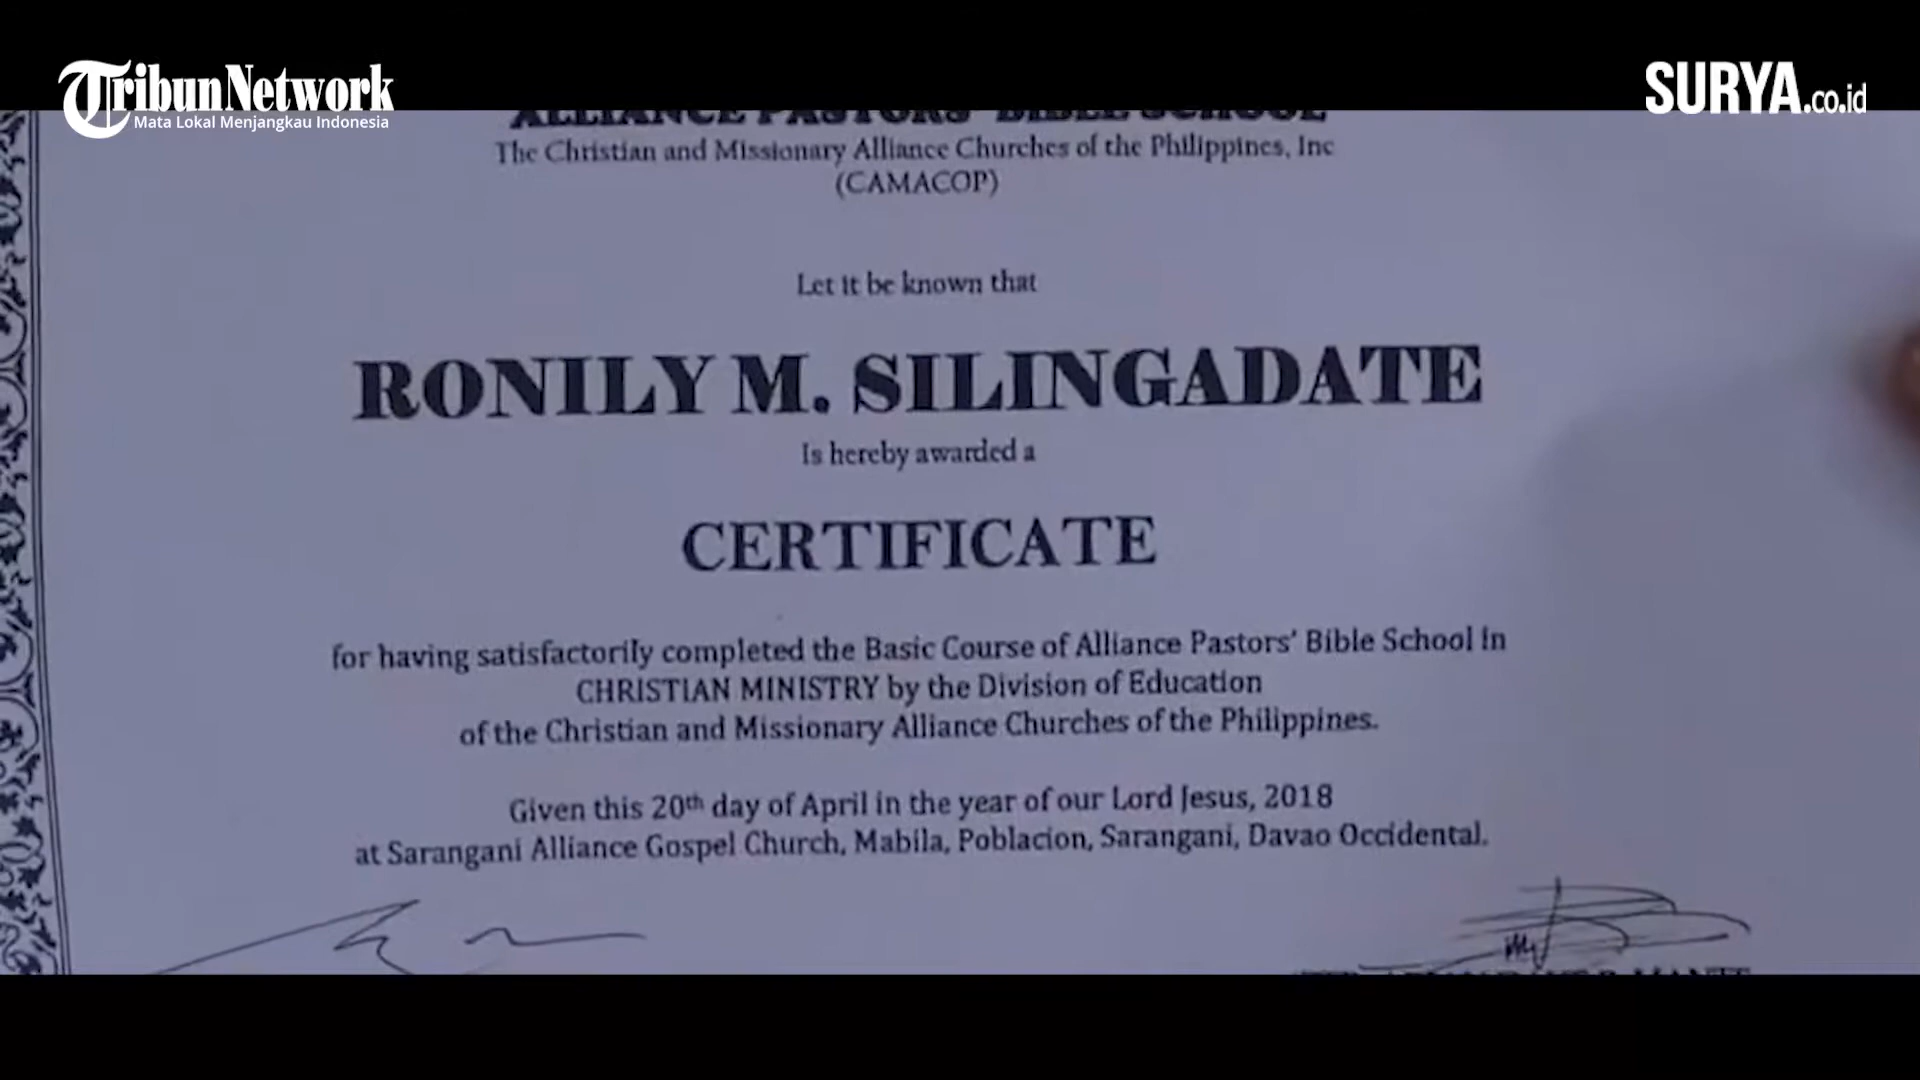 TribunNetwork
Mata Lokal Menjangkau Indonesia
SURYA.co.id
ALLIANCE PASTORS' BIBLE SCHOOL
The Christian and Missionary Alliance Churches of the Philippines, Inc
(CAMACOP)
Let it be known that
RONILY M. SILINGADATE
Is hereby awarded a
CERTIFICATE
for having satisfactorily completed the Basic Course of Alliance Pastors' Bible School in
CHRISTIAN MINISTRY by the Division of Education
of the Christian and Missionary Alliance Churches of the Philippines.
Given this 20th day of April in the year of our Lord Jesus, 2018
at Sarangani Alliance Gospel Church, Mabila, Poblacion, Sarangani, Davao Occidental.